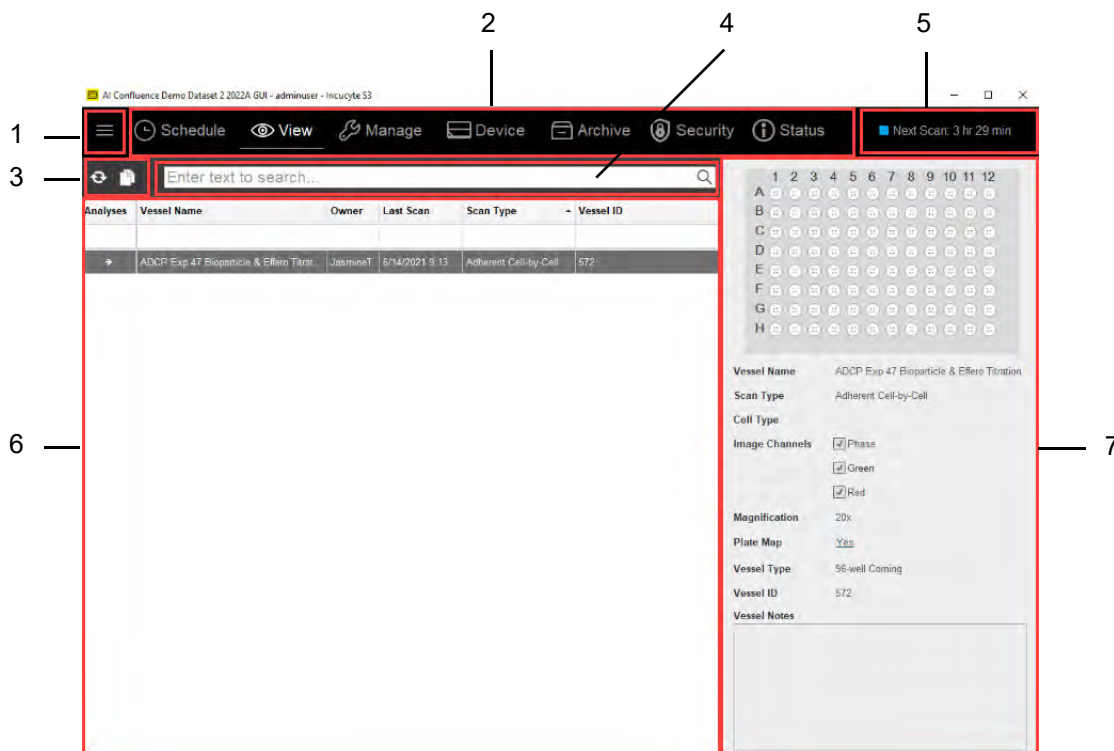 2 4 5
AI Confluence Demo Dataset 2 2022A GUI - adminuser - Incucyte S3
1 Schedule View Manage Device Archive Security Status Next Scan: 3 hr 29 min
3 Enter text to search...
1 2 3 4 5 6 7 8 9 10 11 12
A
B
C
D
E
F
G
H
Analyses Vessel Name Owner Last Scan Scan Type Vessel ID
ADCP Exp 47 Bioparticle & Effero Titrat... JasmineT 6/14/2021 9:13 Adherent Cell-by-Cell 572
Vessel Name ADCP Exp 47 Bioparticle & Effero Titration
Scan Type Adherent Cell-by-Cell
Cell Type
6 Image Channels Phase 7
Green
Red
Magnification 20x
Plate Map Yes
Vessel Type 96-well Corning
Vessel ID 572
Vessel Notes